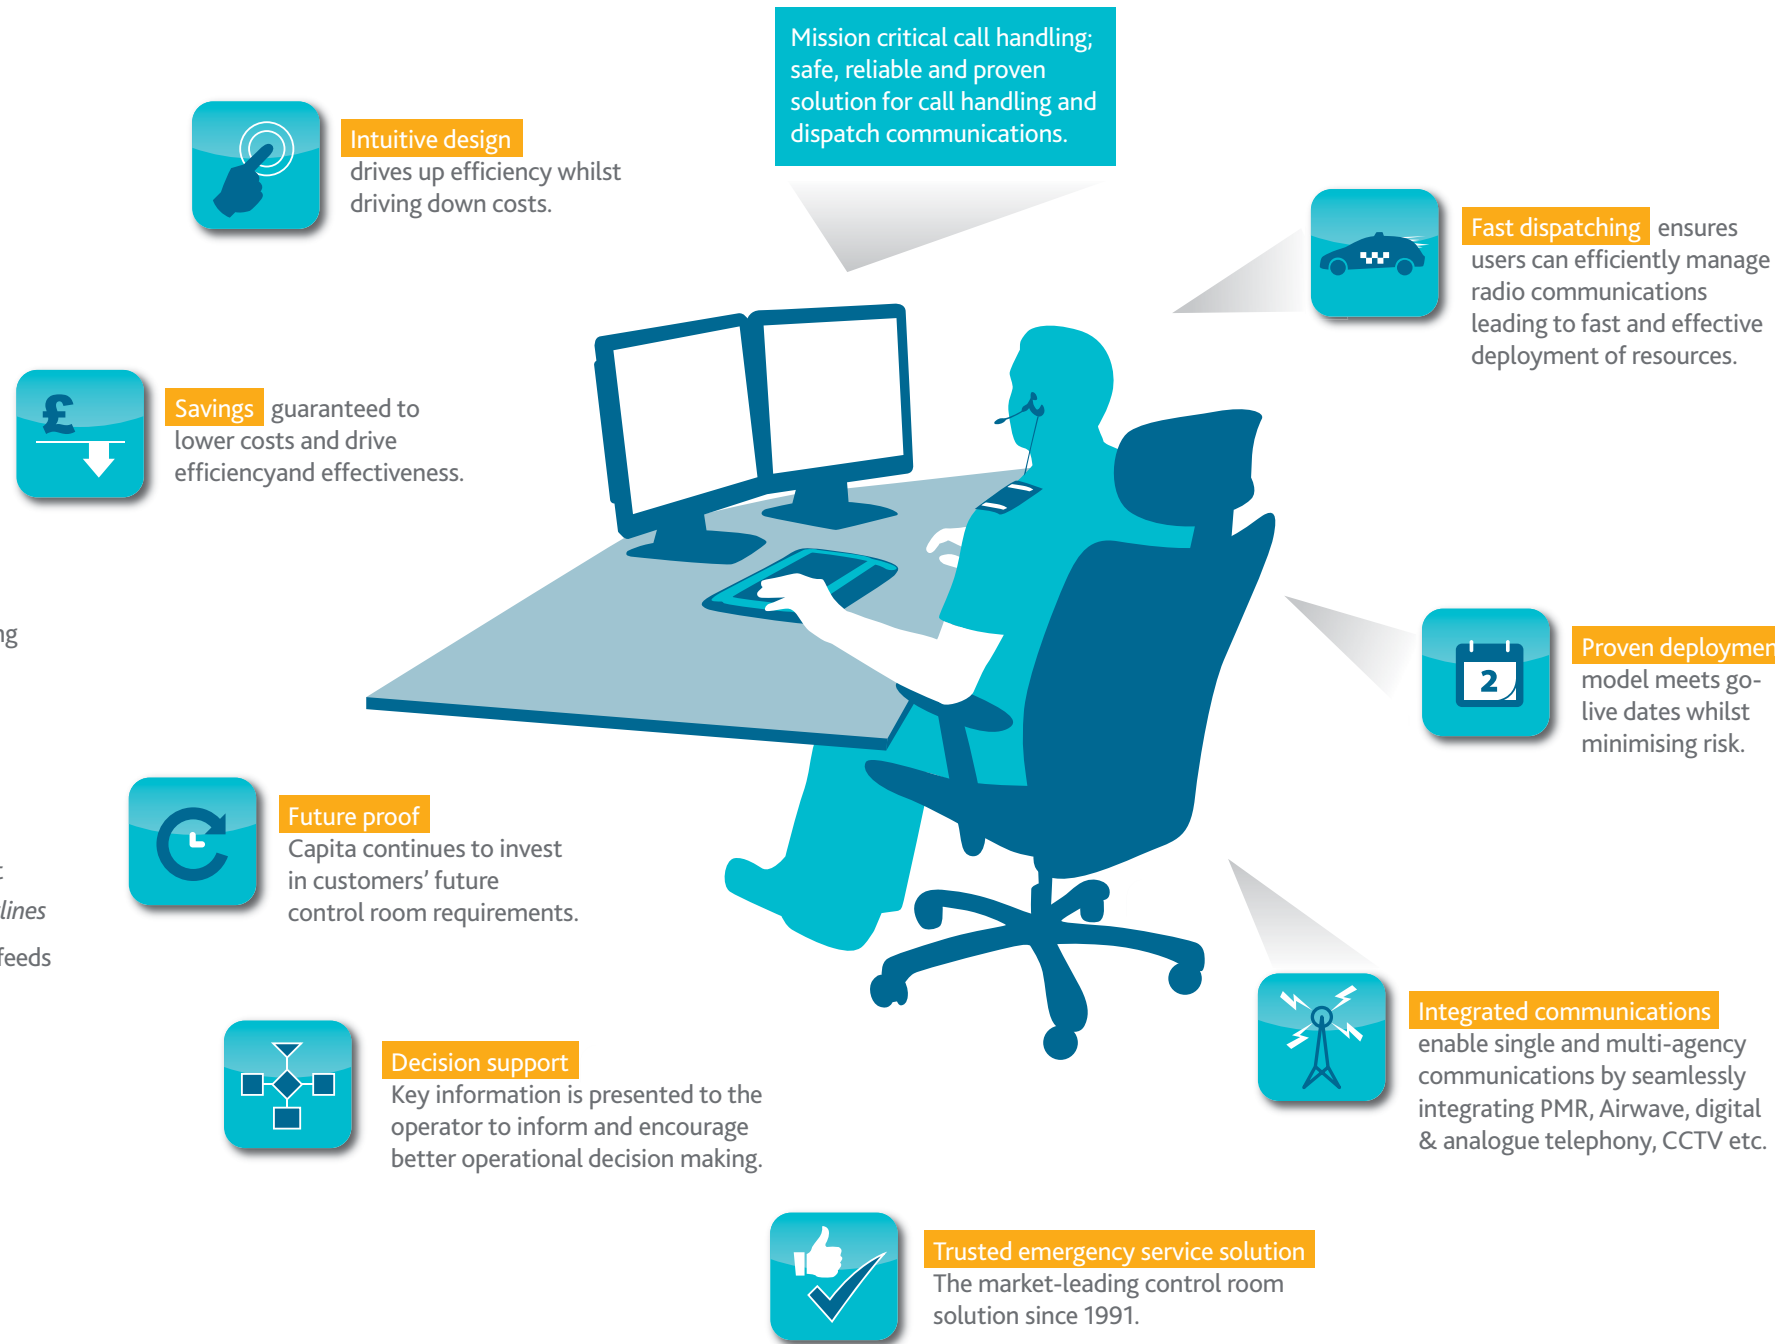 Mission critical call handling;
safe, reliable and proven
solution for call handling and
dispatch communications.
Intuitive design
drives up efficiency whilst
driving down costs.
Fast dispatching ensures
users can efficiently manage
radio communications
leading to fast and effective
deployment of resources.
£
Savings guaranteed to
lower costs and drive
efficiencyand effectiveness.
ng
2
Proven deploymen
model meets go-
live dates whilst
minimising risk.
Future proof
Capita continues to invest
in customers’ future
control room requirements.
lines
feeds
Integrated communications
enable single and multi-agency
communications by seamlessly
integrating PMR, Airwave, digital
& analogue telephony, CCTV etc.
Decision support
Key information is presented to the
operator to inform and encourage
better operational decision making.
Trusted emergency service solution
The market-leading control room
solution since 1991.